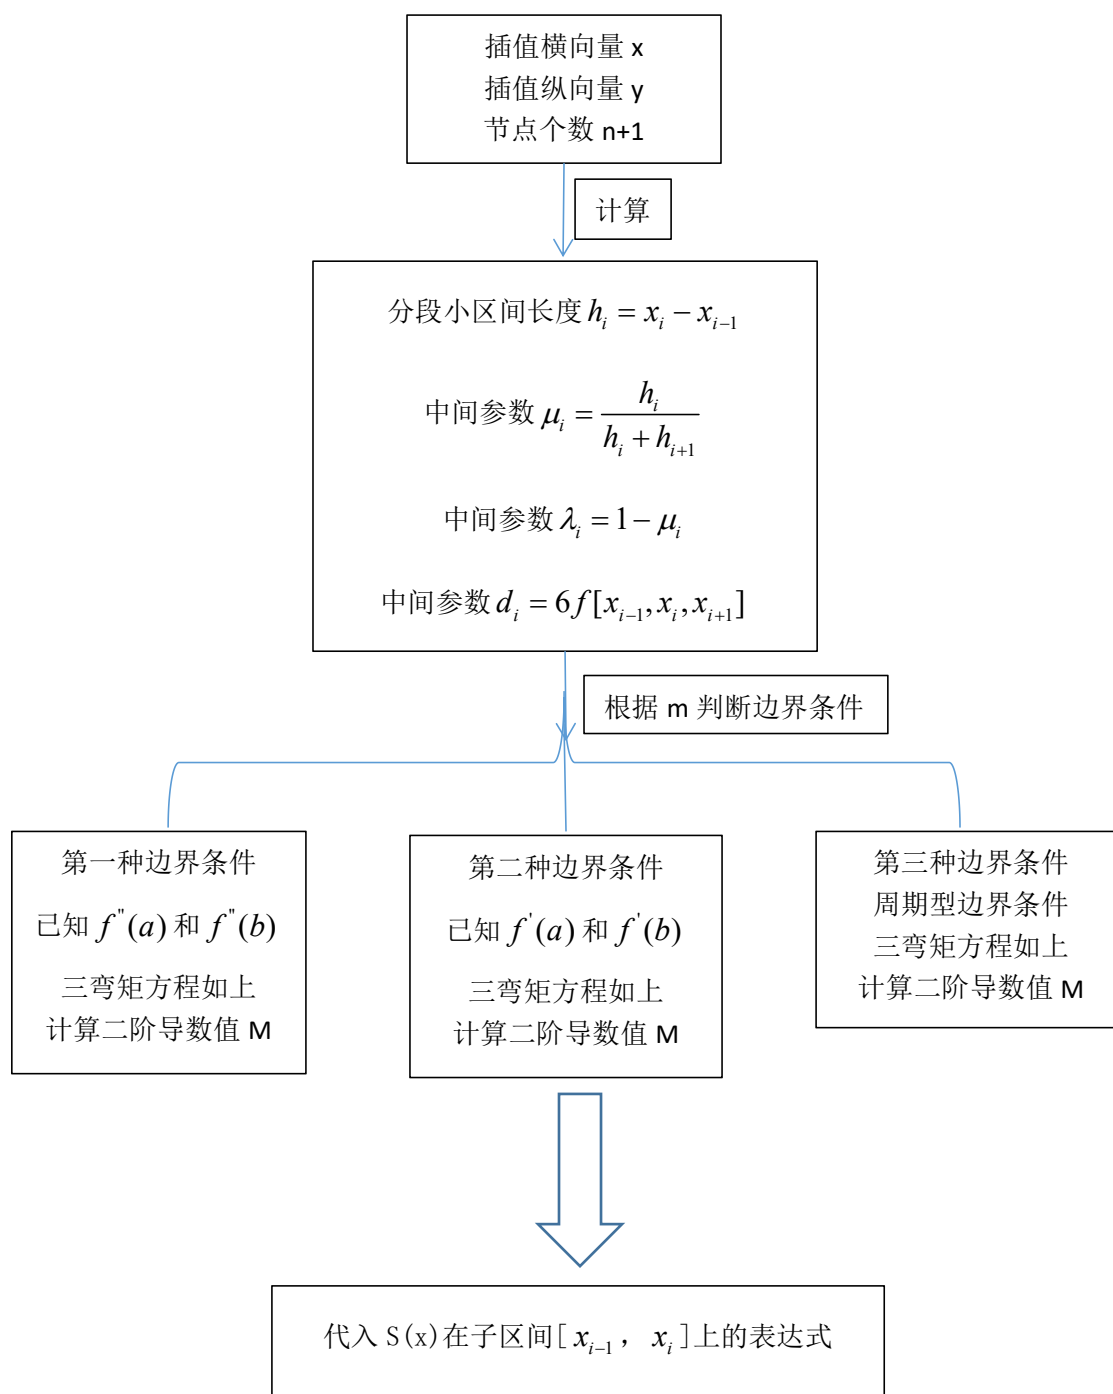 插值横向量 x
插值纵向量 y
节点个数 n+1
计算
分段小区间长度 h_i = x_i − x_{i−1}
中间参数 μ_i = \frac{h_i}{h_i + h_{i+1}}
中间参数 λ_i = 1 − μ_i
中间参数 d_i = 6f[x_{i−1}, x_i, x_{i+1}]
根据 m 判断边界条件
第一种边界条件
已知 f''(a) 和 f''(b)
三弯矩方程如上
计算二阶导数值 M
第二种边界条件
已知 f'(a) 和 f'(b)
三弯矩方程如上
计算二阶导数值 M
第三种边界条件
周期型边界条件
三弯矩方程如上
计算二阶导数值 M
代入 S(x)在子区间[ x_{i−1} ， x_i ]上的表达式